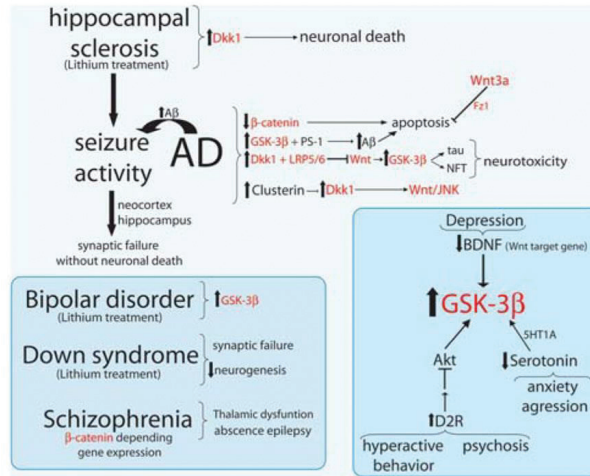 hippocampal
sclerosis
(Lithium treatment)
Dkk1
neuronal death
Aβ
seizure
activity
AD
neocortex
hippocampus
synaptic failure
without neuronal death
Wnt3a
Fz1
β-catenin
apoptosis
GSK-3β + PS-1
Aβ
Dkk1 + LRP5/6
Wnt
GSK-3β
tau
NFT
neurotoxicity
Clusterin
Dkk1
Wnt/JNK
Bipolar disorder
(Lithium treatment)
GSK-3β
Down syndrome
(Lithium treatment)
synaptic failure
neurogenesis
Schizophrenia
β-catenin depending
gene expression
Thalamic dysfuntion
abscence epilepsy
Depression
BDNF (Wnt target gene)
GSK-3β
5HT1A
Akt
Serotonin
anxiety
agression
D2R
hyperactive
behavior
psychosis